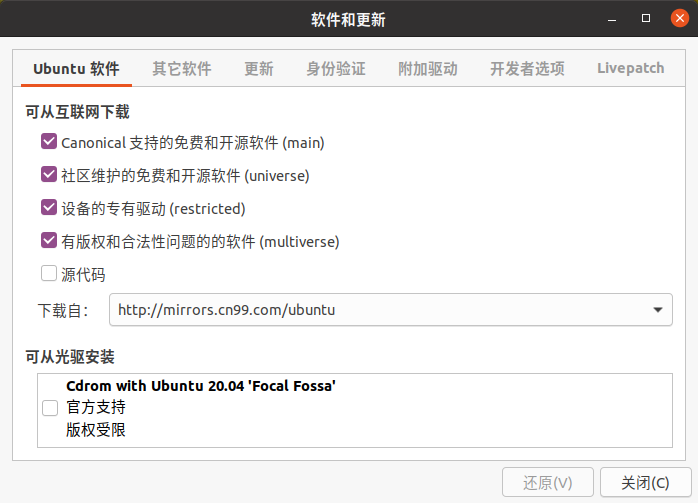 软件和更新
Ubuntu 软件 其它软件 更新 身份验证 附加驱动 开发者选项 Livepatch
可从互联网下载
Canonical 支持的免费和开源软件 (main)
社区维护的免费和开源软件 (universe)
设备的专有驱动 (restricted)
有版权和合法性问题的的软件 (multiverse)
源代码
下载自： http://mirrors.cn99.com/ubuntu
可从光驱安装
Cdrom with Ubuntu 20.04 'Focal Fossa'
官方支持
版权受限
还原(V) 关闭(C)